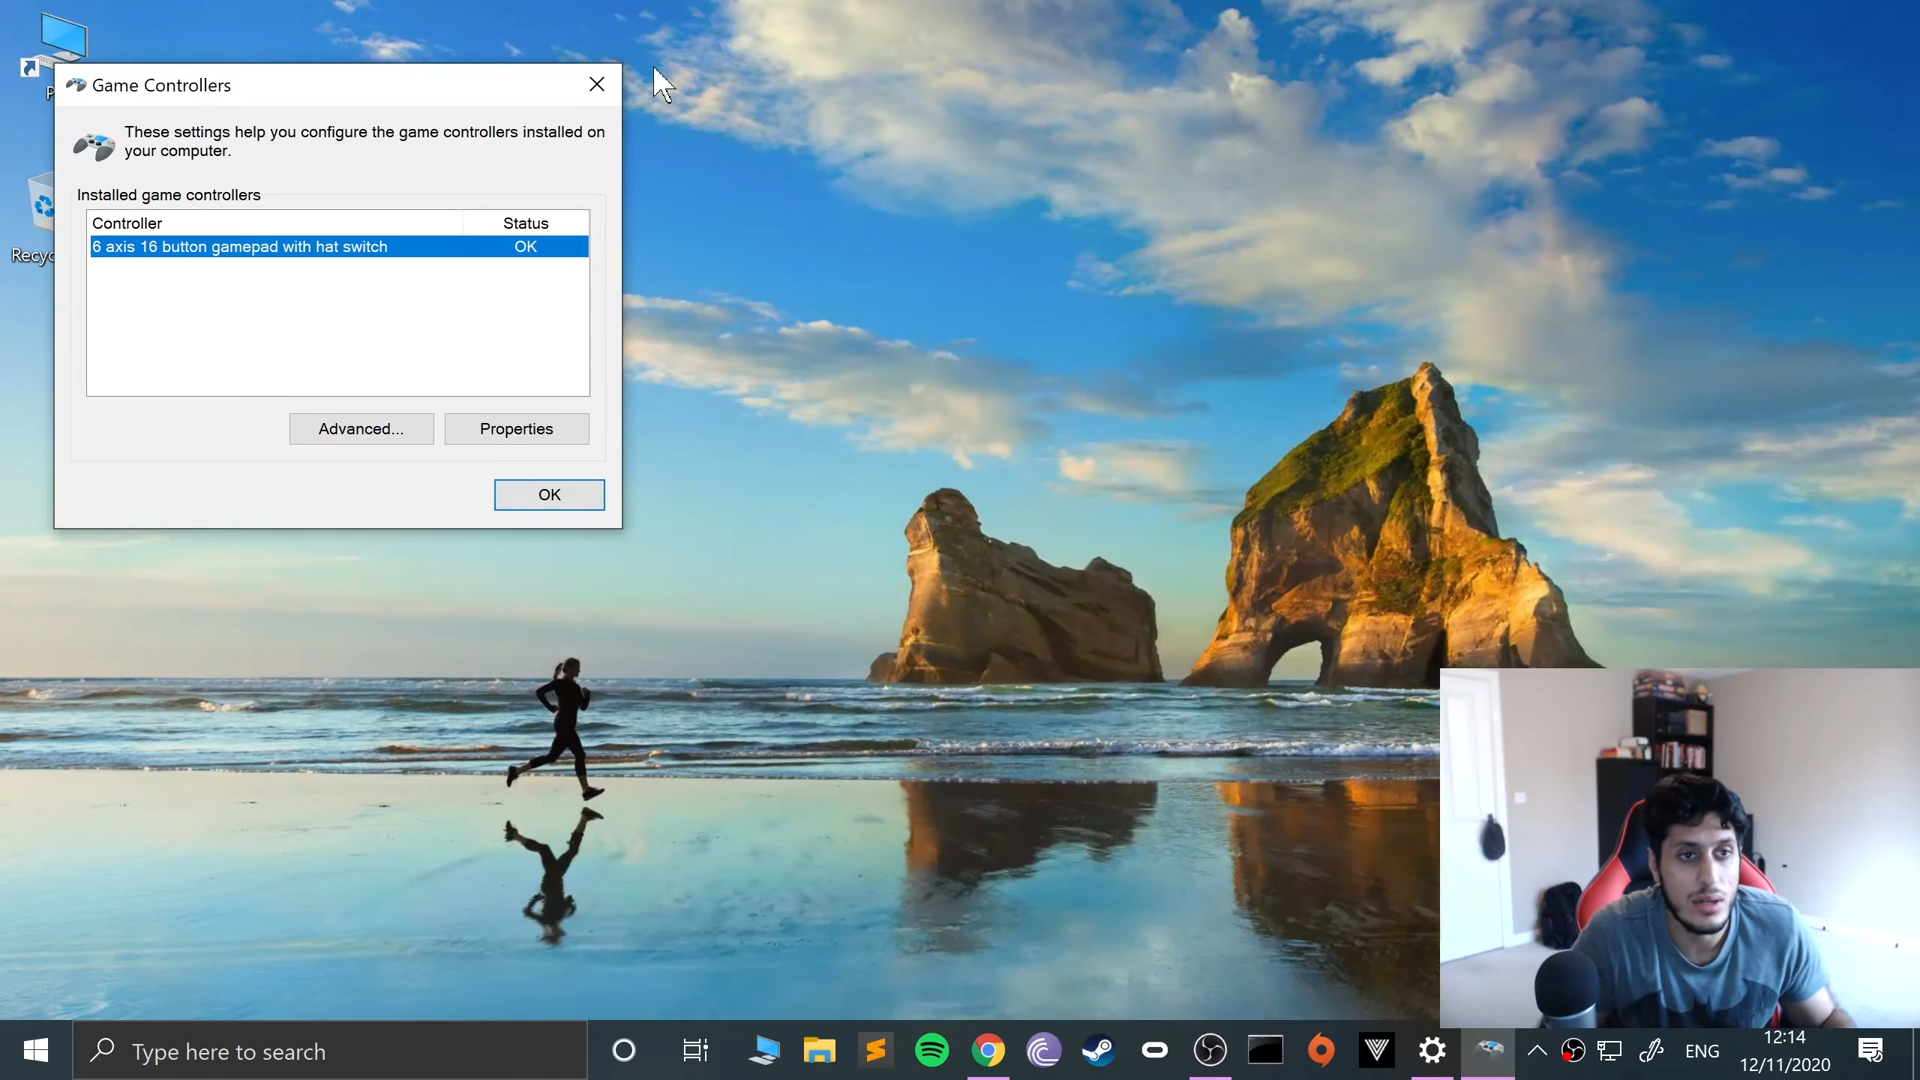 Game Controllers
These settings help you configure the game controllers installed on
your computer.
Installed game controllers
Controller Status
6 axis 16 button gamepad with hat switch OK
Advanced... Properties
OK
Type here to search
ENG
12:14
12/11/2020